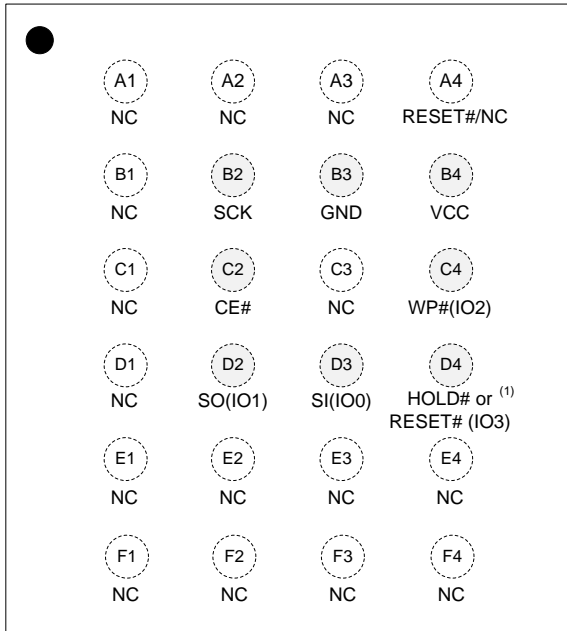 A1 A2 A3 A4
NC NC NC RESET#/NC
B1 B2 B3 B4
NC SCK GND VCC
C1 C2 C3 C4
NC CE# NC WP#(IO2)
D1 D2 D3 D4
NC SO(IO1) SI(IO0) HOLD# or (1)
RESET# (IO3)
E1 E2 E3 E4
NC NC NC NC
F1 F2 F3 F4
NC NC NC NC